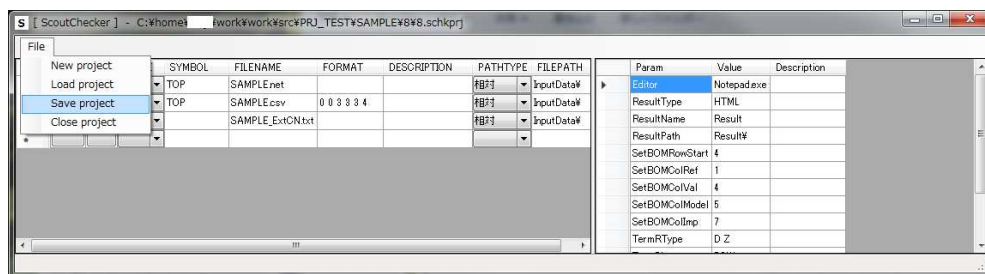 S [ ScoutChecker ] - C:¥home¥ ¥work¥work¥src¥PRJ_TEST¥SAMPLE¥8¥8.schkprj
File
New project
Load project
Save project
Close project
SYMBOL FILENAME FORMAT DESCRIPTION PATHTYPE FILEPATH
TOP SAMPLE.net 相対 InputData¥
TOP SAMPLE.csv 0 0 3 3 3 4 相対 InputData¥
SAMPLE_ExtCN.txt 相対 InputData¥
Param Value Description
Editor Notepad.exe
ResultType HTML
ResultName Result
ResultPath Result¥
SetBOMRowStart 4
SetBOMColRef 1
SetBOMColVal 4
SetBOMColModel 5
SetBOMColImp 7
TermRType D Z